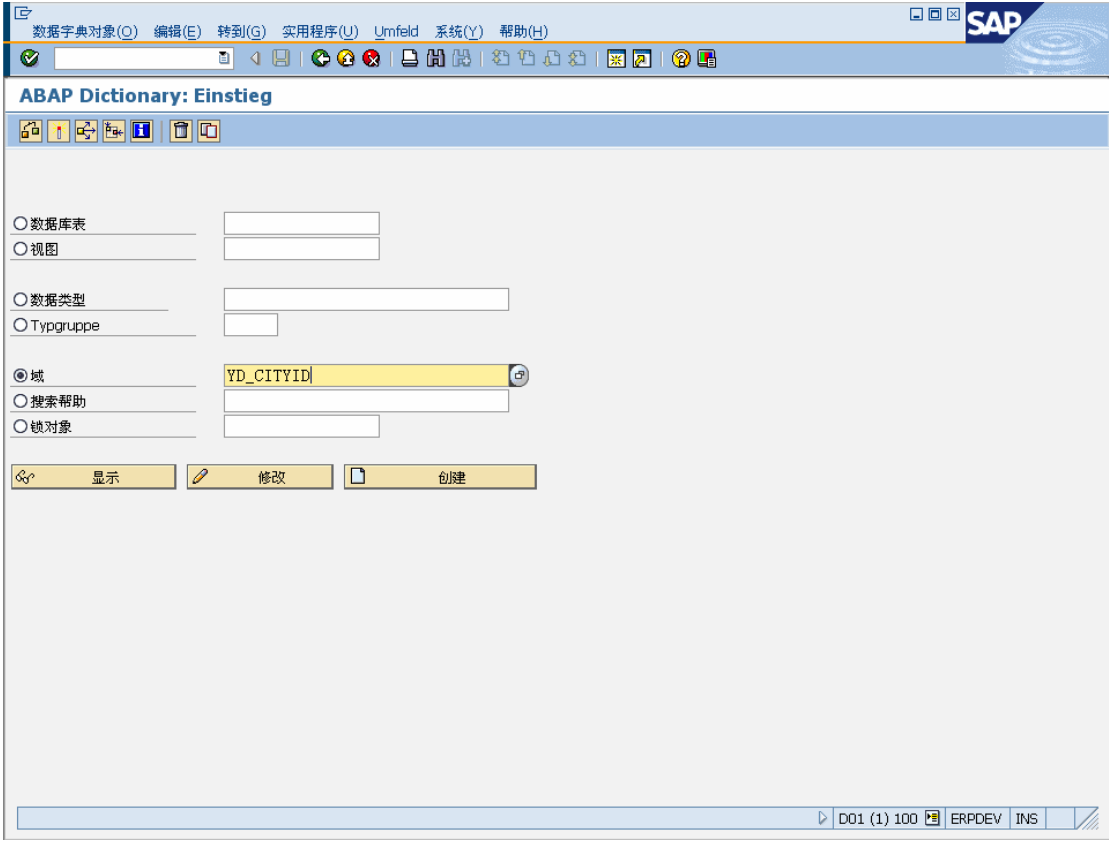 数据字典对象(O) 编辑(E) 转到(G) 实用程序(U) Umfeld 系统(Y) 帮助(H)
SAP
ABAP Dictionary: Einstieg
数据库表
视图
数据类型
Typgruppe
域 YD_CITYID
搜索帮助
锁对象
显示 修改 创建
D01 (1) 100 ERPDEV INS